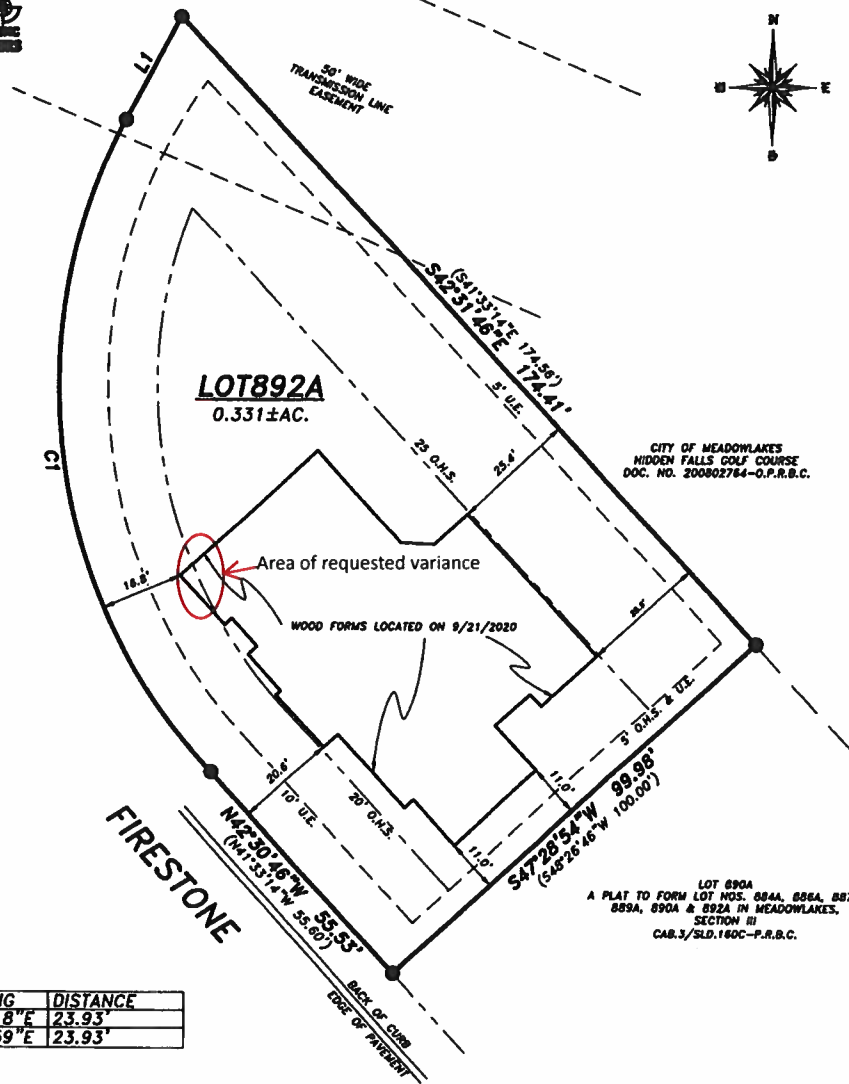 N
E
L1
50' WIDE
TRANSMISSION LINE
EASEMENT
(S41°33'14"E 174.56')
S42°31'46"E 174.41'
5' U.E.
LOT892A
0.331±AC.
C1
25 O.H.S.
25.4'
CITY OF MEADOWLAKES
HIDDEN FALLS GOLF COURSE
DOC. NO. 200802764-O.P.R.B.C.
Area of requested variance
WOOD FORMS LOCATED ON 9/21/2020
5' O.H.S. & U.E.
20.6'
10' U.E.
20' O.H.S.
11.0'
11.0'
S47°28'54"W 99.98'
(S48°26'46"W 100.00')
N42°30'46"W 55.53'
(N41°33'14"W 55.60')
FIRESTONE
LOT 890A
A PLAT TO FORM LOT NOS. 884A, 886A, 887
889A, 890A & 892A IN MEADOWLAKES,
SECTION III
CAB.3/SLD.160C-P.R.B.C.
BACK OF CURB
EDGE OF PAVEMENT
NG DISTANCE
8"E 23.93'
59"E 23.93'